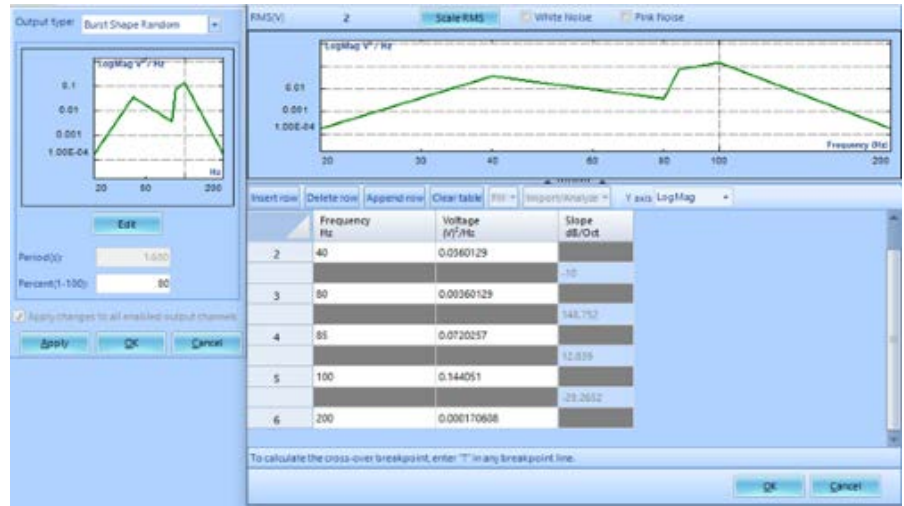 Output type: Burst Shape Random
LogMag V²/Hz
0.1
0.01
0.001
1.00E-04
Hz
20 80 200
Edit
Period(s): 1.600
Percent(1-100): 80
Apply changes to all enabled output channels
Apply OK Cancel
RMS(V) 2 Scale RMS White Noise Pink Noise
LogMag V²/Hz
0.01
0.001
1.00E-04
Frequency (Hz)
20 30 40 60 80 100 200
Insert row Delete row Append row Clear table Fill Import/Analyze Y axis LogMag
Frequency Hz Voltage (V)²/Hz Slope dB/Oct
2 40 0.0360129
-10
3 80 0.00360129
148.752
4 85 0.0720257
12.839
5 100 0.144051
-29.2652
6 200 0.000170608
To calculate the cross-over breakpoint, enter "?" in any breakpoint line.
OK Cancel